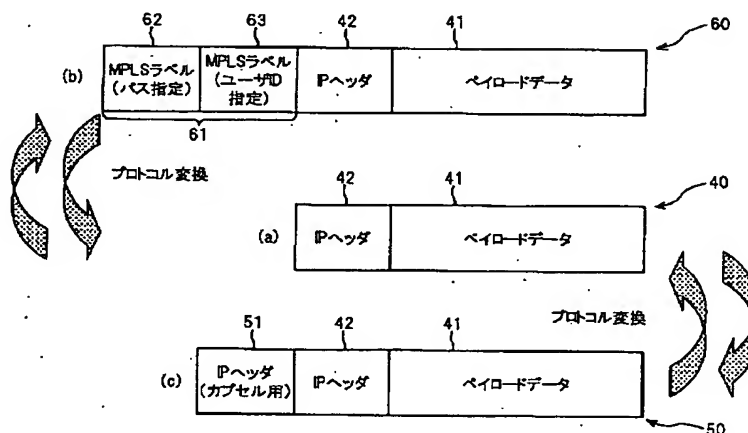 62 63 42 41 60
(b) MPLSラベル(パス指定) MPLSラベル(ユーザID指定) IPヘッダ ペイロードデータ
61
プロトコル変換
42 41 40
(a) IPヘッダ ペイロードデータ
プロトコル変換
51 42 41
(c) IPヘッダ(カプセル用) IPヘッダ ペイロードデータ
50